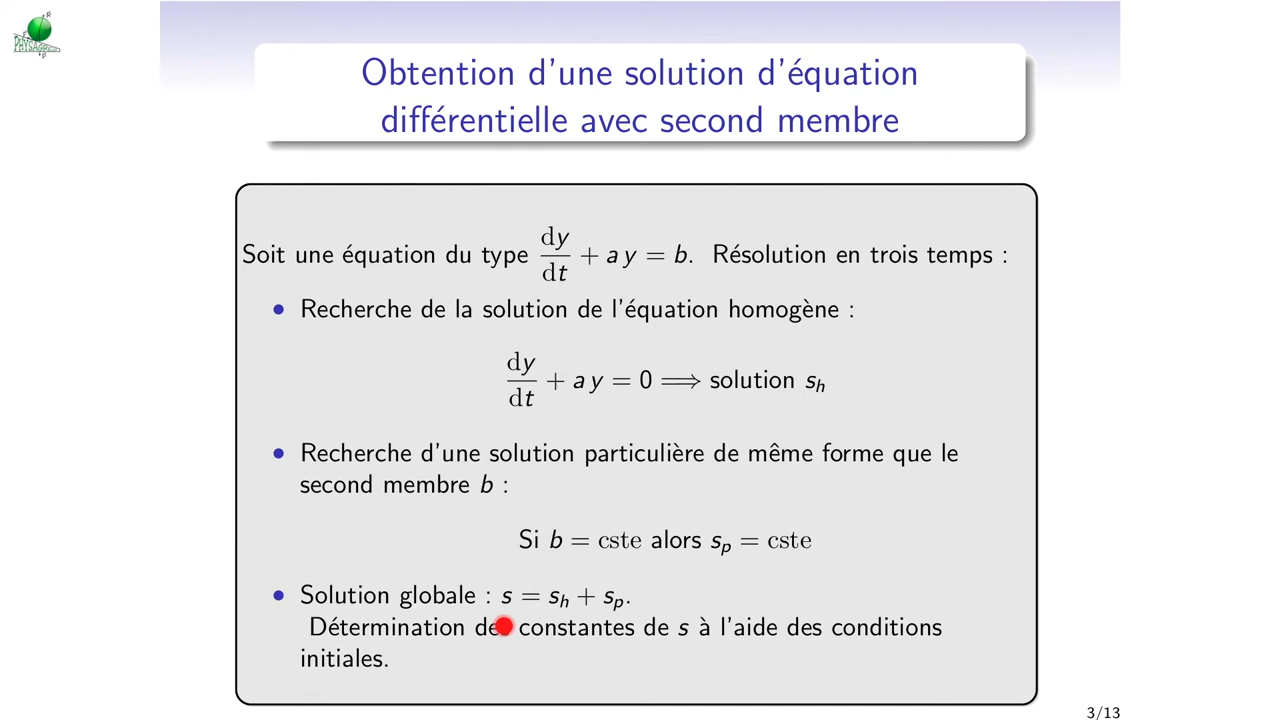 Obtention d'une solution d'équation
différentielle avec second membre
Soit une équation du type dy/dt + a y = b. Résolution en trois temps :
• Recherche de la solution de l'équation homogène :
dy/dt + a y = 0 ⟹ solution s_h
• Recherche d'une solution particulière de même forme que le
second membre b :
Si b = cste alors s_p = cste
• Solution globale : s = s_h + s_p.
Détermination de constantes de s à l'aide des conditions
initiales.
3/13